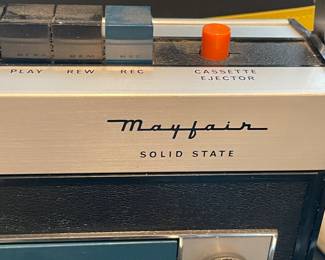 PLAY REW REC CASSETTE
EJECTOR
Mayfair
SOLID STATE